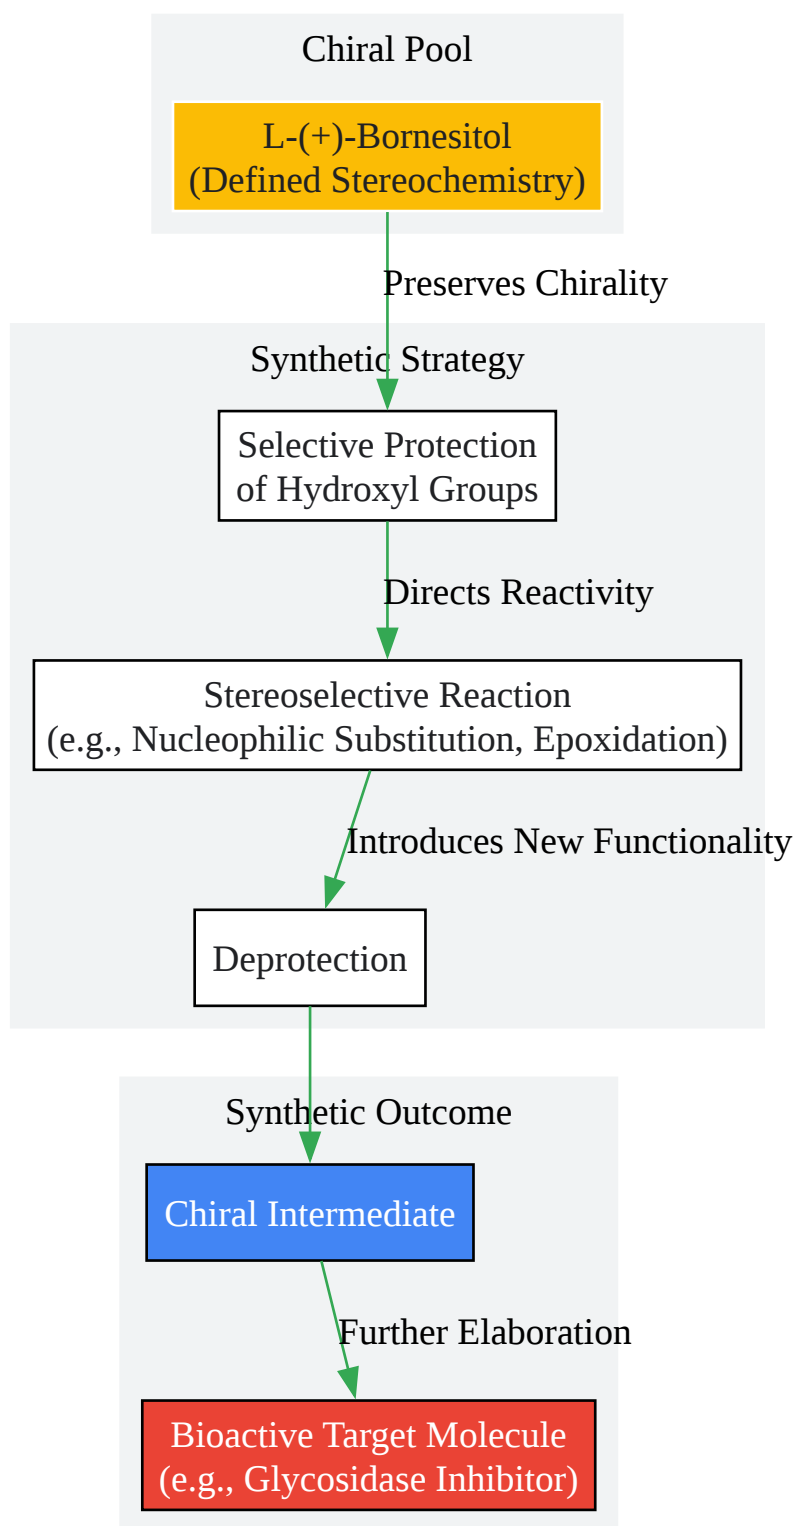 Chiral Pool
L-(+)-Bornesitol
(Defined Stereochemistry)
Preserves Chirality
Synthetic Strategy
Selective Protection
of Hydroxyl Groups
Directs Reactivity
Stereoselective Reaction
(e.g., Nucleophilic Substitution, Epoxidation)
Introduces New Functionality
Deprotection
Synthetic Outcome
Chiral Intermediate
Further Elaboration
Bioactive Target Molecule
(e.g., Glycosidase Inhibitor)